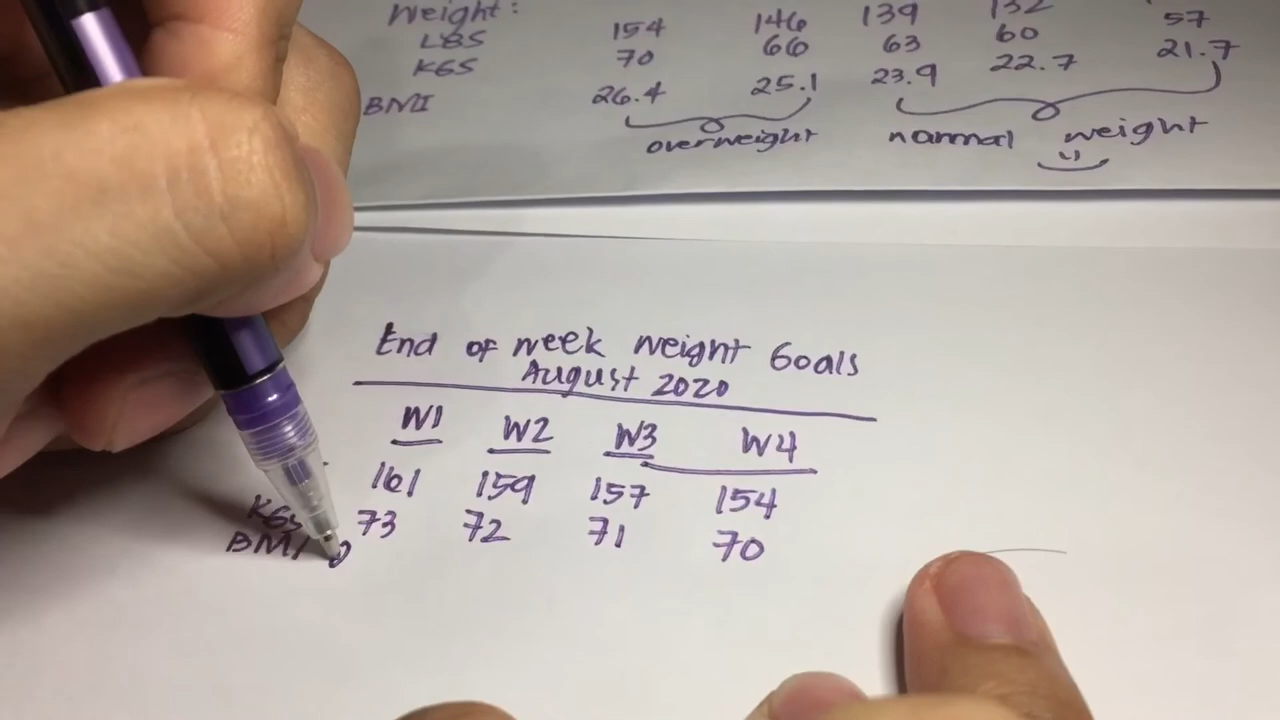 Weight:
LBS 154 146 139 132
KGS 70 66 63 60 57
BMI 26.4 25.1 23.9 22.7 21.7
overweight normal weight
End of week weight Goals
August 2020
W1 W2 W3 W4
161 159 157 154
KGS 73 72 71 70
BMI